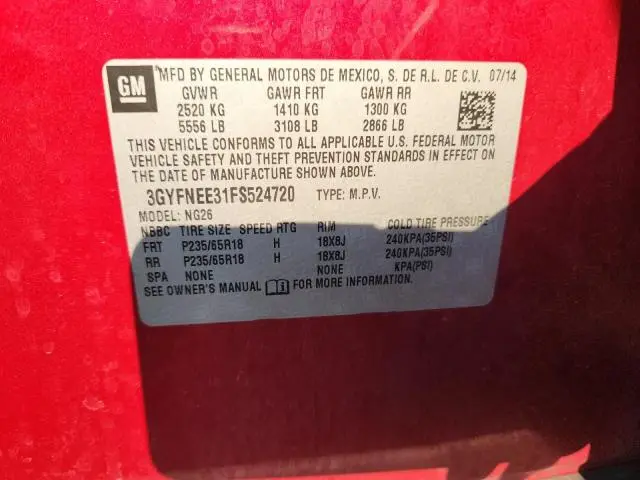 GM MFD BY GENERAL MOTORS DE MEXICO, S. DE R.L. DE C.V. 07/14
GVWR GAWR FRT GAWR RR
2520 KG 1410 KG 1300 KG
5556 LB 3108 LB 2866 LB
THIS VEHICLE CONFORMS TO ALL APPLICABLE U.S. FEDERAL MOTOR
VEHICLE SAFETY AND THEFT PREVENTION STANDARDS IN EFFECT ON
THE DATE OF MANUFACTURE SHOWN ABOVE.
3GYFNEE31FS524720 TYPE: M.P.V.
MODEL: NG26
NBBC TIRE SIZE SPEED RTG RIM COLD TIRE PRESSURE
FRT P235/65R18 H 18X8J 240KPA(35PSI)
RR P235/65R18 H 18X8J 240KPA(35PSI)
SPA NONE NONE KPA(PSI)
SEE OWNER'S MANUAL FOR MORE INFORMATION.